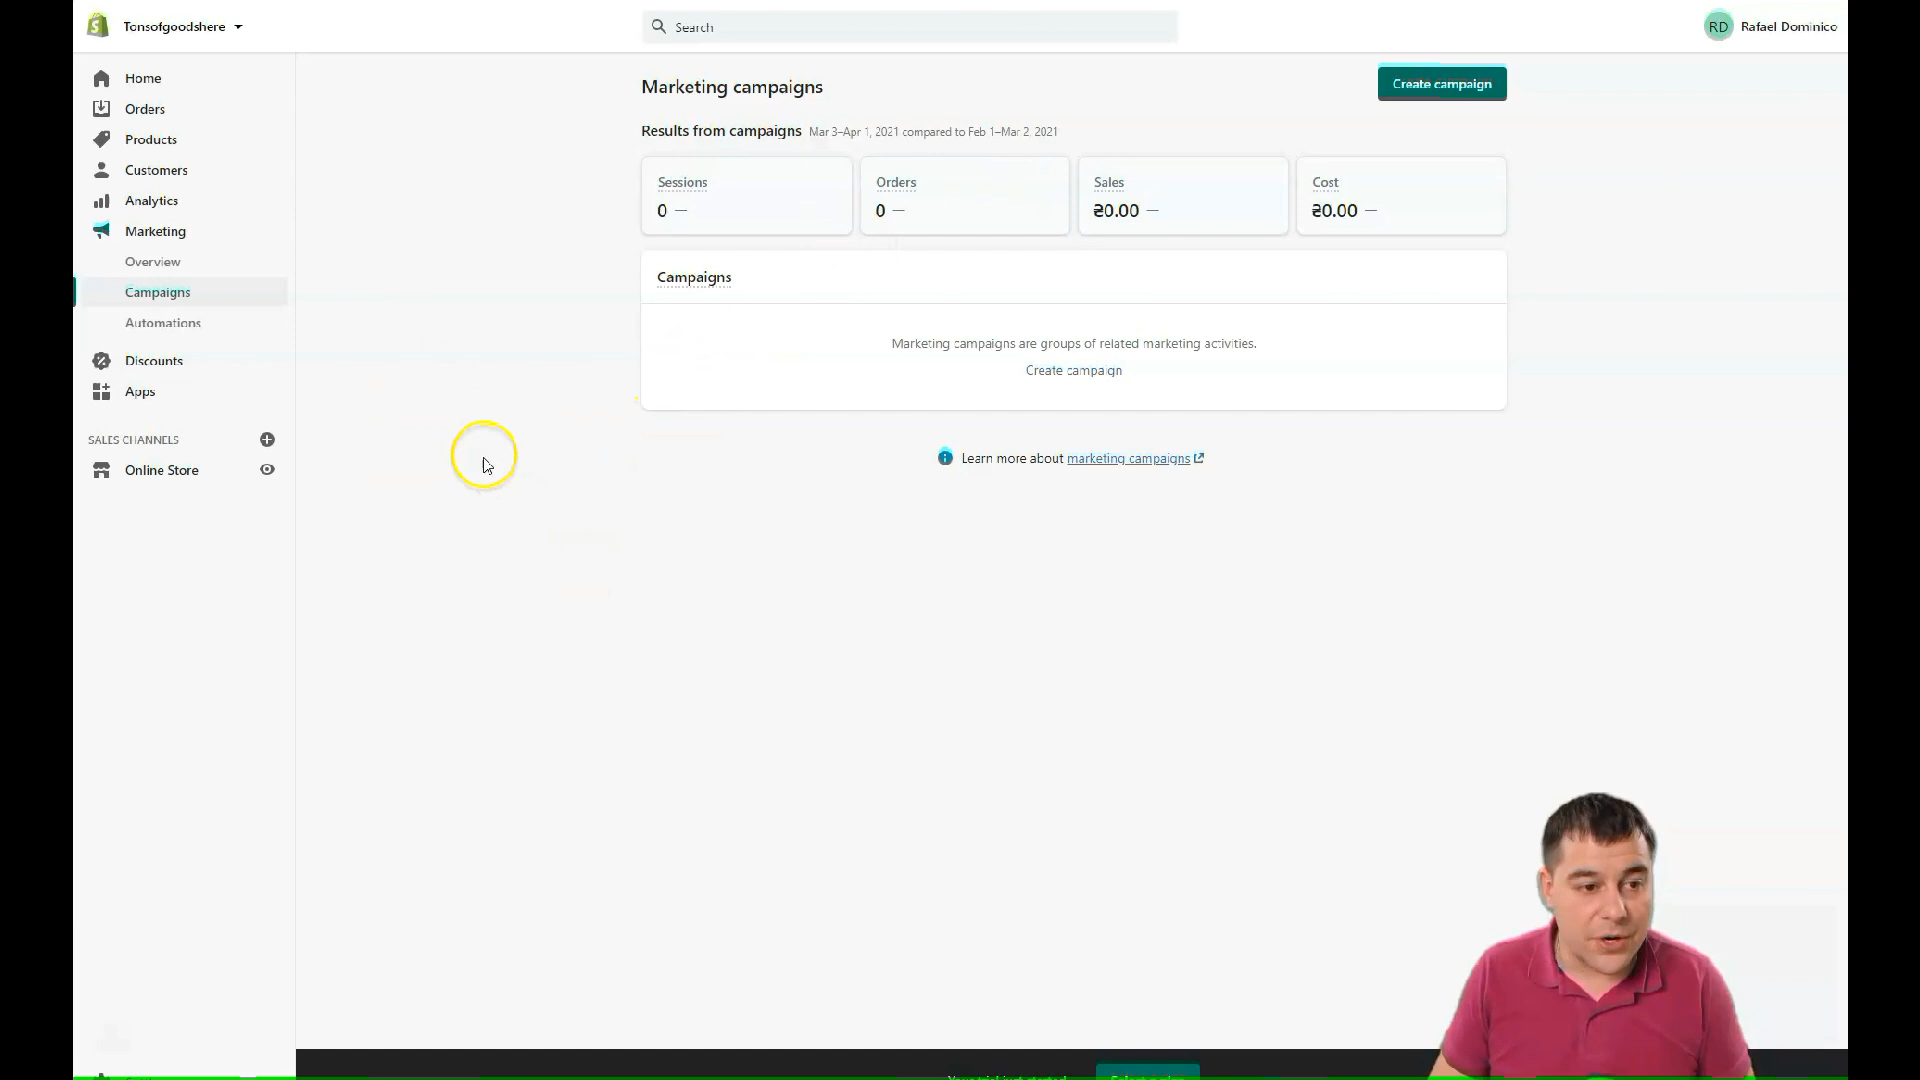 Tonsofgoodshere
Search
RD Rafael Dominico
Home
Orders
Products
Customers
Analytics
Marketing
Overview
Campaigns
Automations
Discounts
Apps
SALES CHANNELS
Online Store
Marketing campaigns
Create campaign
Results from campaigns Mar 3–Apr 1, 2021 compared to Feb 1–Mar 2, 2021
Sessions
0 —
Orders
0 —
Sales
₴0.00 —
Cost
₴0.00 —
Campaigns
Marketing campaigns are groups of related marketing activities.
Create campaign
Learn more about marketing campaigns